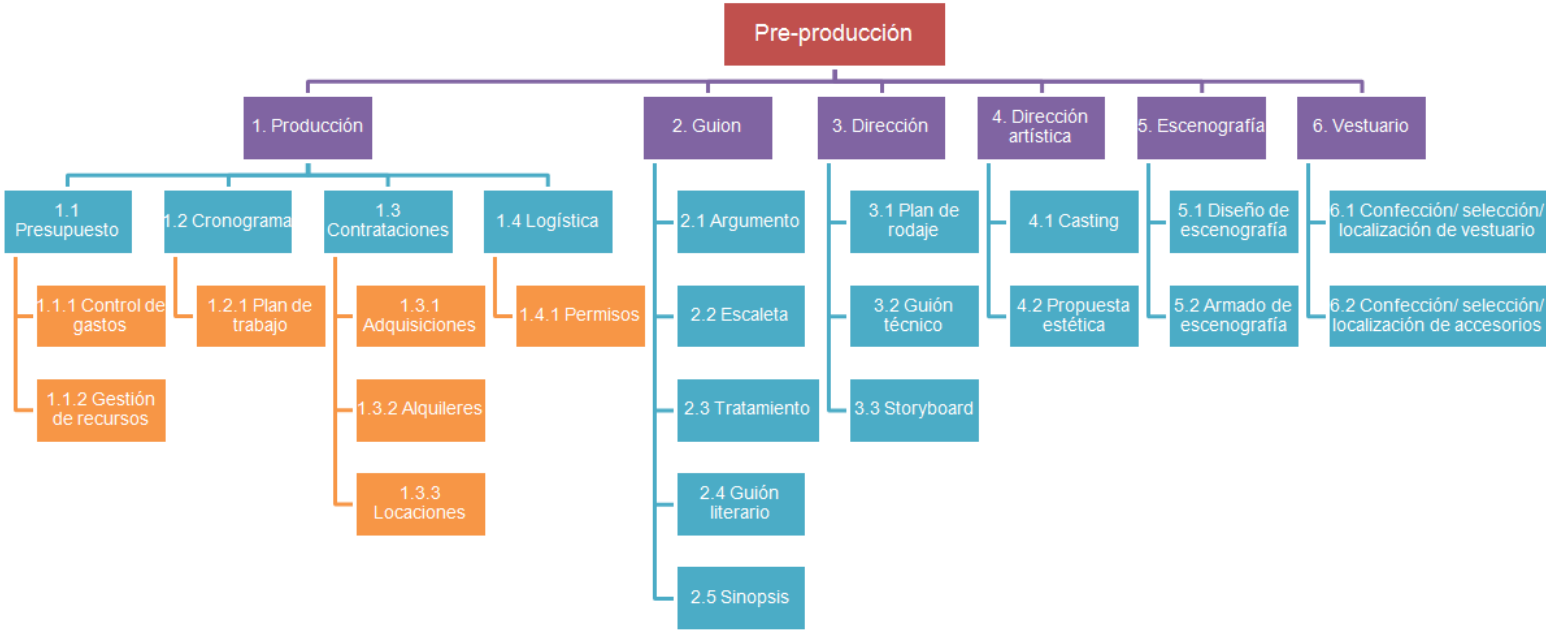 Pre-producción
1. Producción
2. Guion
3. Dirección
4. Dirección
artística
5. Escenografía
6. Vestuario
1.1
Presupuesto
1.2 Cronograma
1.3
Contrataciones
1.4 Logística
2.1 Argumento
3.1 Plan de
rodaje
4.1 Casting
5.1 Diseño de
escenografía
6.1 Confección/ selección/
localización de vestuario
1.1.1 Control de
gastos
1.2.1 Plan de
trabajo
1.3.1
Adquisiciones
1.4.1 Permisos
2.2 Escaleta
3.2 Guión
técnico
4.2 Propuesta
estética
5.2 Armado de
escenografía
6.2 Confección/ selección/
localización de accesorios
1.1.2 Gestión
de recursos
1.3.2 Alquileres
2.3 Tratamiento
3.3 Storyboard
1.3.3
Locaciones
2.4 Guión
literario
2.5 Sinopsis